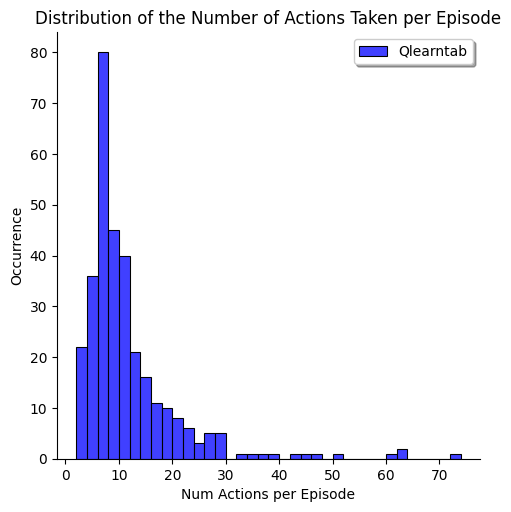 Distribution of the Number of Actions Taken per Episode
Qlearntab
80
70
60
50
40
30
20
10
0
Occurrence
0 10 20 30 40 50 60 70
Num Actions per Episode